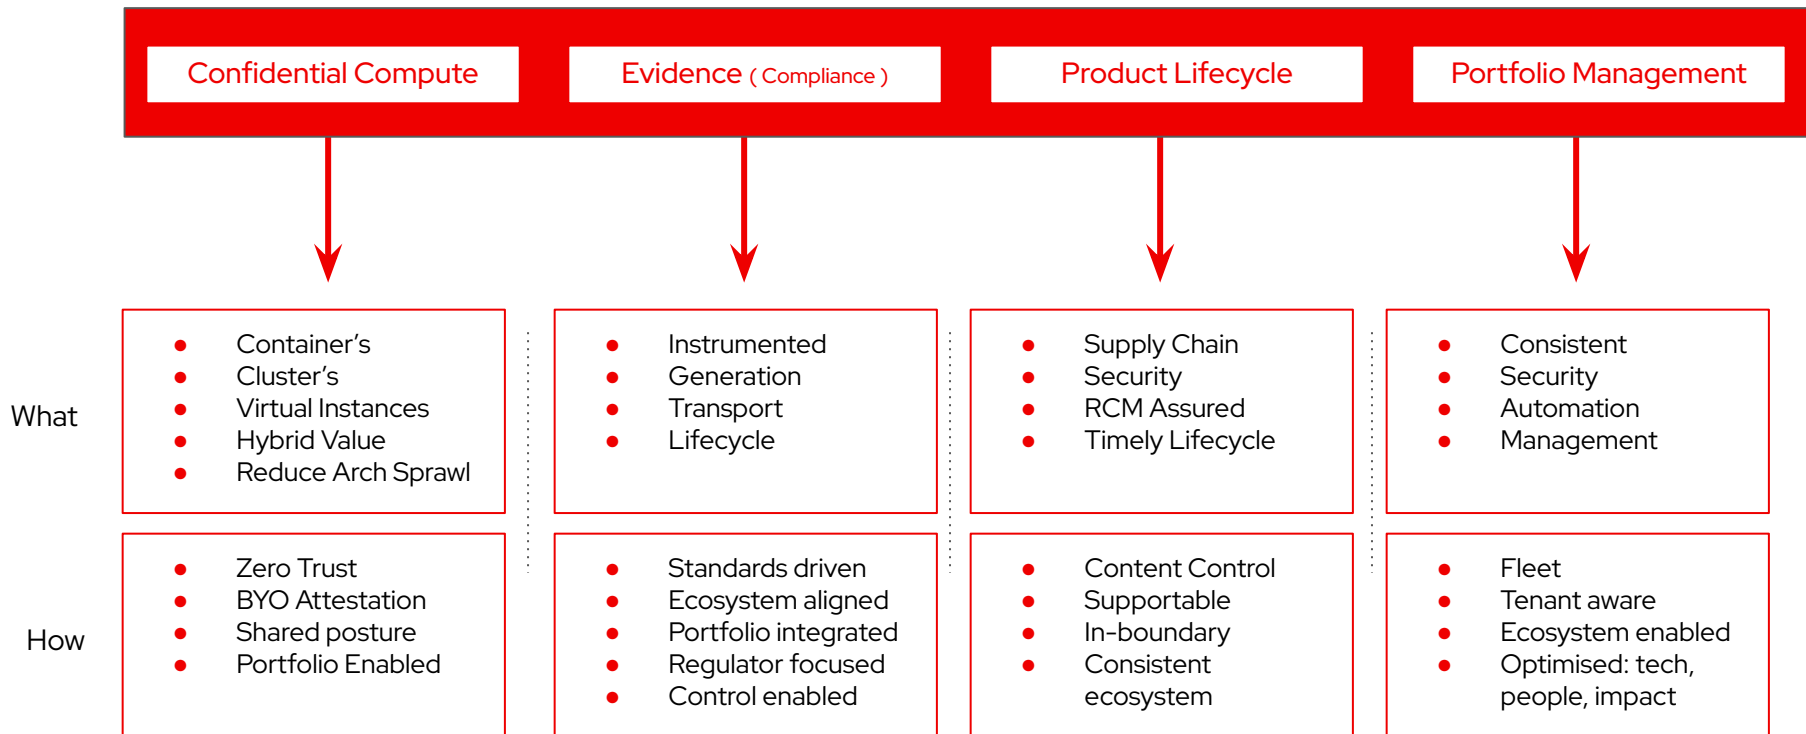 Confidential Compute
Evidence ( Compliance )
Product Lifecycle
Portfolio Management
What
Container’s
Cluster’s
Virtual Instances
Hybrid Value
Reduce Arch Sprawl
Instrumented
Generation
Transport
Lifecycle
Supply Chain
Security
RCM Assured
Timely Lifecycle
Consistent
Security
Automation
Management
How
Zero Trust
BYO Attestation
Shared posture
Portfolio Enabled
Standards driven
Ecosystem aligned
Portfolio integrated
Regulator focused
Control enabled
Content Control
Supportable
In-boundary
Consistent
ecosystem
Fleet
Tenant aware
Ecosystem enabled
Optimised: tech,
people, impact